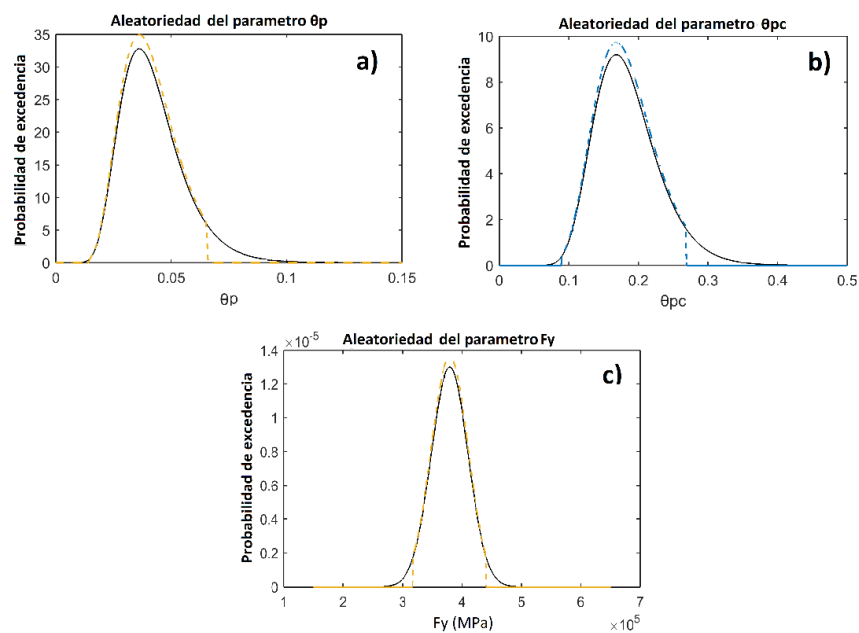 Aleatoriedad del parametro θp
a)
Probabilidad de excedencia
35
30
25
20
15
10
5
0
0 0.05 0.1 0.15
θp
Aleatoriedad del parametro θpc
b)
Probabilidad de excedencia
10
8
6
4
2
0
0 0.1 0.2 0.3 0.4 0.5
θpc
Aleatoriedad del parametro Fy
×10⁻⁵
c)
Probabilidad de excedencia
1.4
1.2
1
0.8
0.6
0.4
0.2
0
1 2 3 4 5 6 7
Fy (MPa)
×10⁵